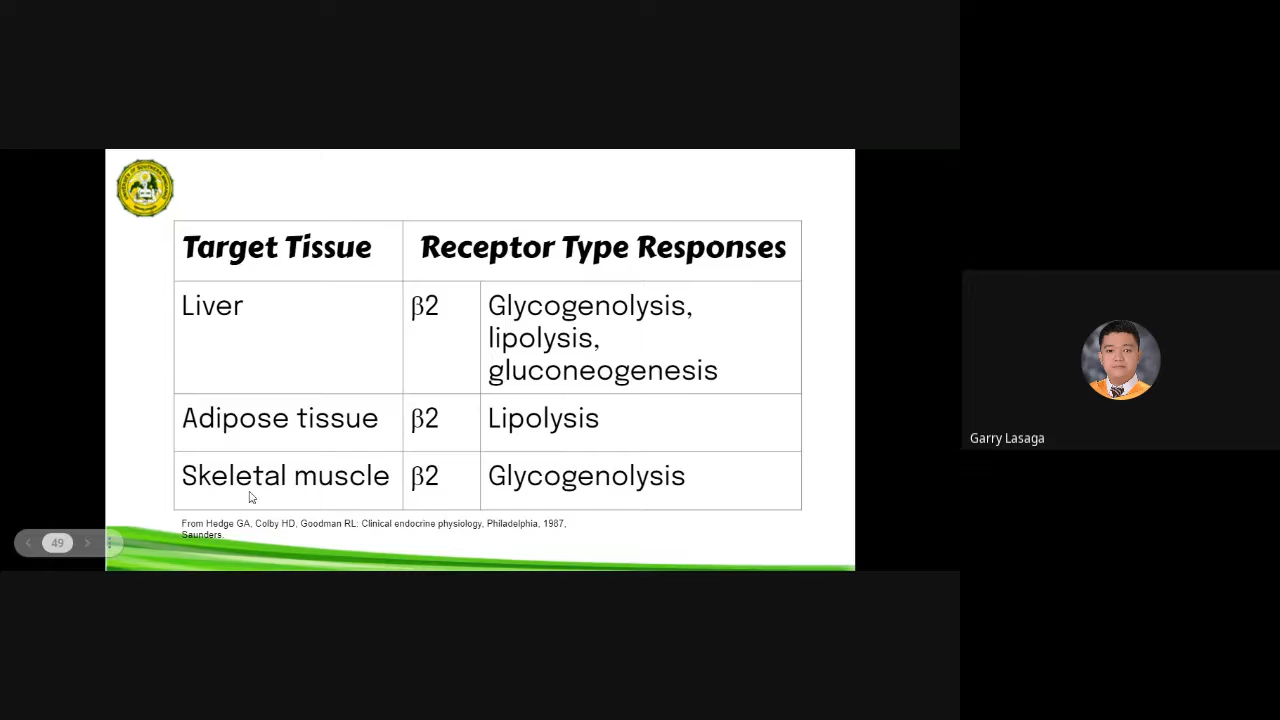 Target Tissue Receptor Type Responses
Liver β2 Glycogenolysis,
lipolysis,
gluconeogenesis
Adipose tissue β2 Lipolysis
Skeletal muscle β2 Glycogenolysis
From Hedge GA, Colby HD, Goodman RL: Clinical endocrine physiology, Philadelphia, 1987,
Saunders.
49
Garry Lasaga